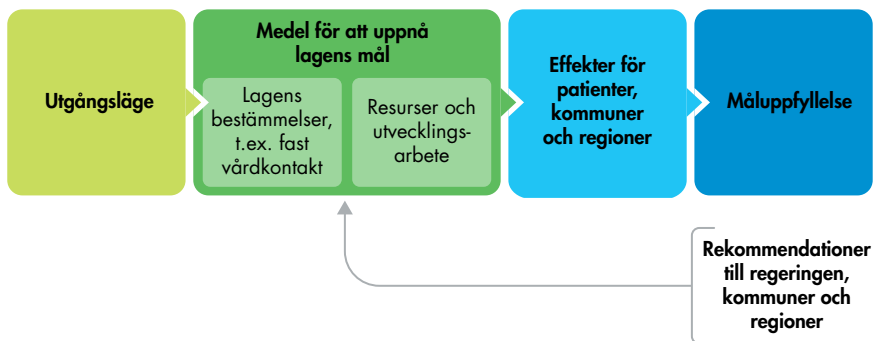 Utgångsläge
Medel för att uppnå
lagens mål
Lagens
bestämmelser,
t.ex. fast
vårdkontakt
Resurser och
utvecklings-
arbete
Effekter för
patienter,
kommuner
och regioner
Måluppfyllelse
Rekommendationer
till regeringen,
kommuner och
regioner